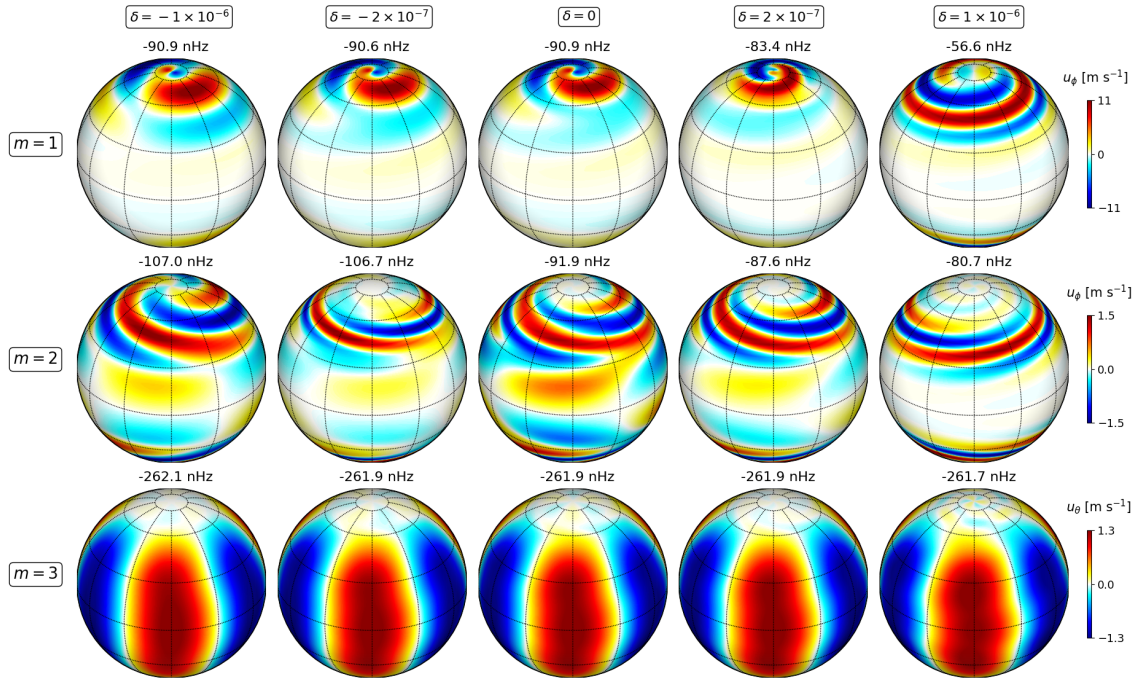 δ = −1 × 10⁻⁶ δ = −2 × 10⁻⁷ δ = 0 δ = 2 × 10⁻⁷ δ = 1 × 10⁻⁶
-90.9 nHz -90.6 nHz -90.9 nHz -83.4 nHz -56.6 nHz
u_ϕ [m s⁻¹]
11
m = 1
0
−11
-107.0 nHz -106.7 nHz -91.9 nHz -87.6 nHz -80.7 nHz
u_ϕ [m s⁻¹]
1.5
m = 2
0.0
−1.5
-262.1 nHz -261.9 nHz -261.9 nHz -261.9 nHz -261.7 nHz
u_θ [m s⁻¹]
1.3
m = 3
0.0
−1.3